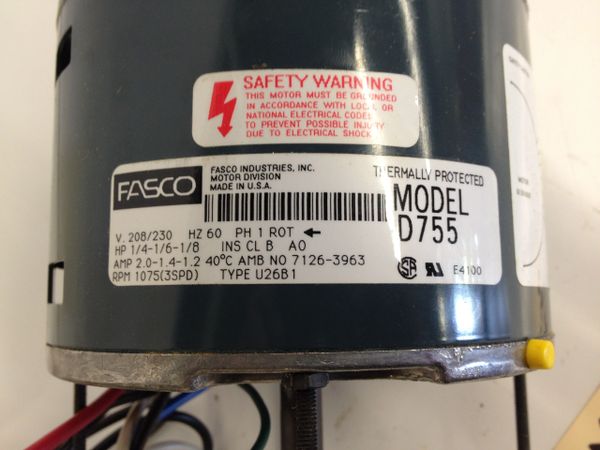 SAFETY WARNING
THIS MOTOR MUST BE GROUNDED
IN ACCORDANCE WITH LOCAL OR
NATIONAL ELECTRICAL CODES
TO PREVENT POSSIBLE INJURY
DUE TO ELECTRICAL SHOCK
FASCO
FASCO INDUSTRIES, INC.
MOTOR DIVISION
MADE IN U.S.A.
THERMALLY PROTECTED
MODEL
D755
V. 208/230 HZ 60 PH 1 ROT ←
HP 1/4-1/6-1/8 INS CL B AO
AMP 2.0-1.4-1.2 40°C AMB NO 7126-3963
RPM 1075(3SPD) TYPE U26B1
E4100